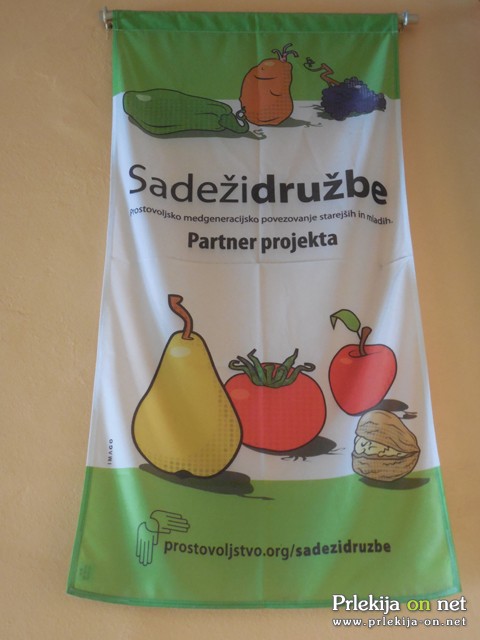 Sadežidružbe
prostovoljsko medgeneracijsko povezovanje starejših in mladih
Partner projekta
IMAGO
prostovoljstvo.org/sadezidruzbe
Prlekija on net
www.prlekija-on.net